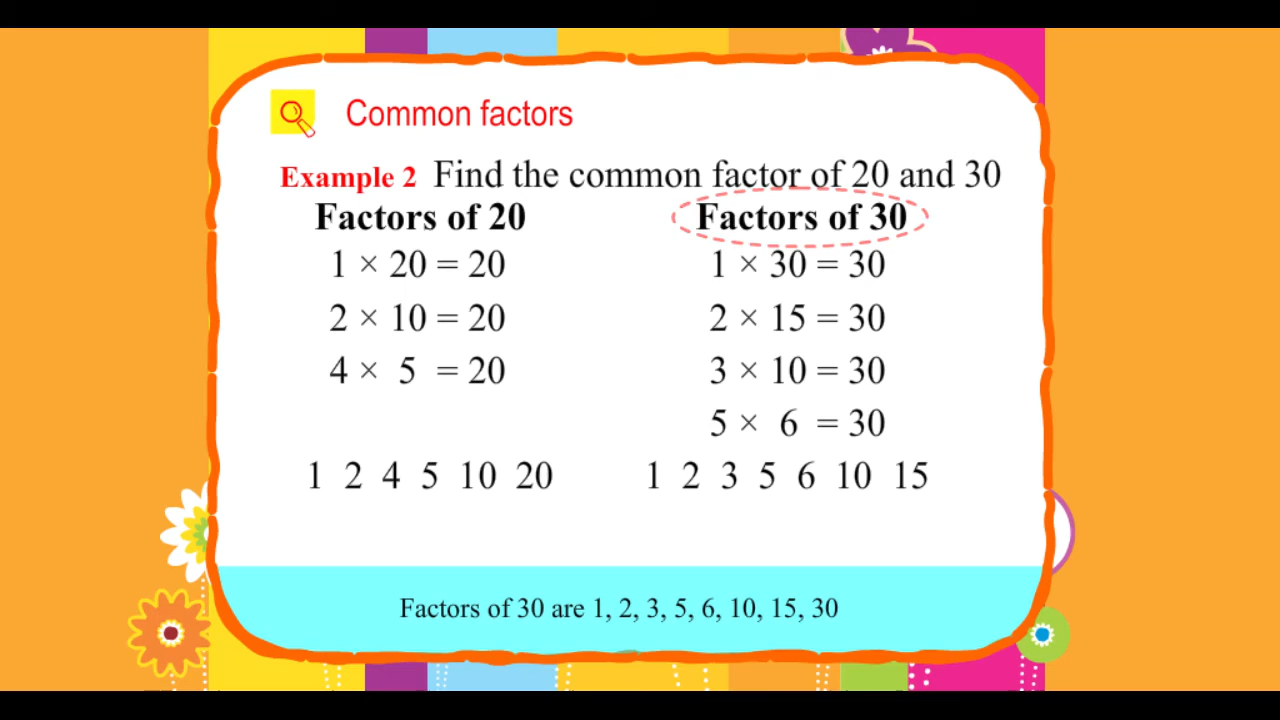 Common factors
Example 2 Find the common factor of 20 and 30
Factors of 20
1 × 20 = 20
2 × 10 = 20
4 × 5 = 20
1 2 4 5 10 20
Factors of 30
1 × 30 = 30
2 × 15 = 30
3 × 10 = 30
5 × 6 = 30
1 2 3 5 6 10 15
Factors of 30 are 1, 2, 3, 5, 6, 10, 15, 30